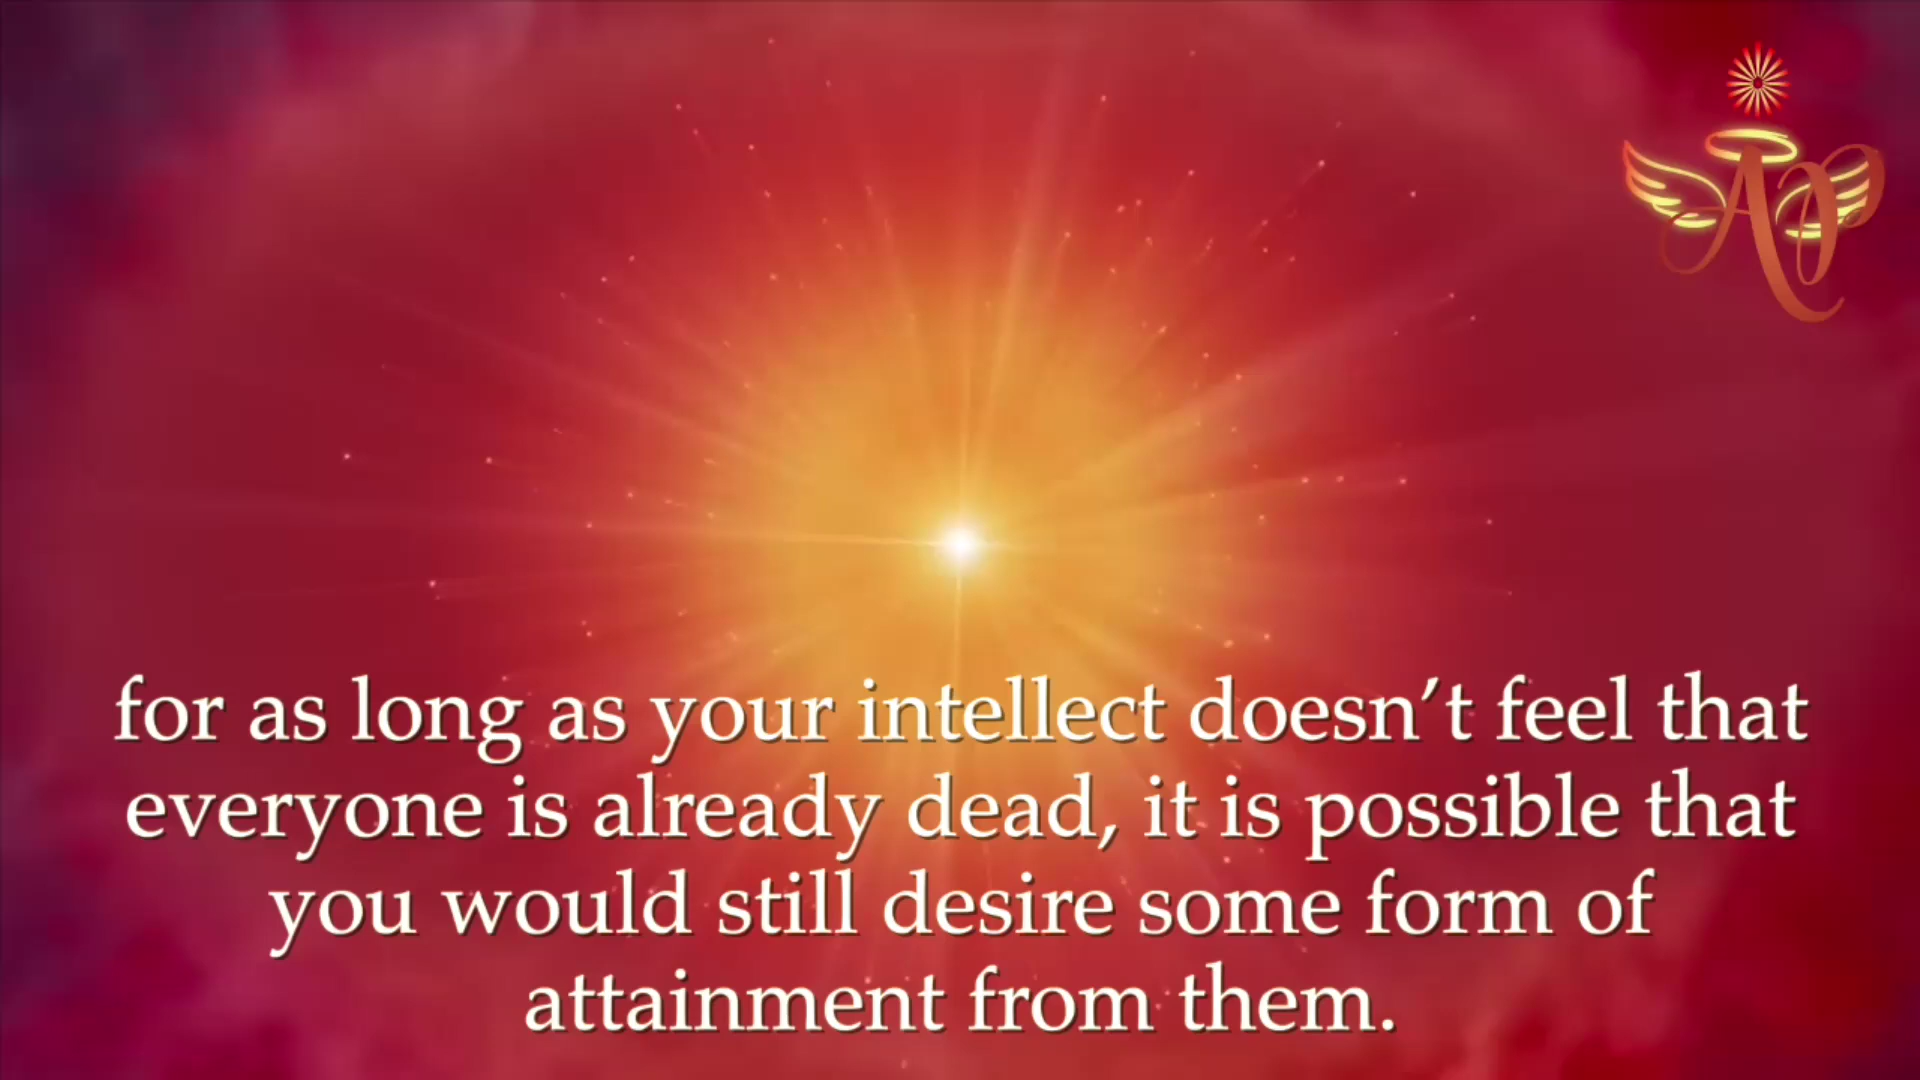 for as long as your intellect doesn’t feel that
everyone is already dead, it is possible that
you would still desire some form of
attainment from them.